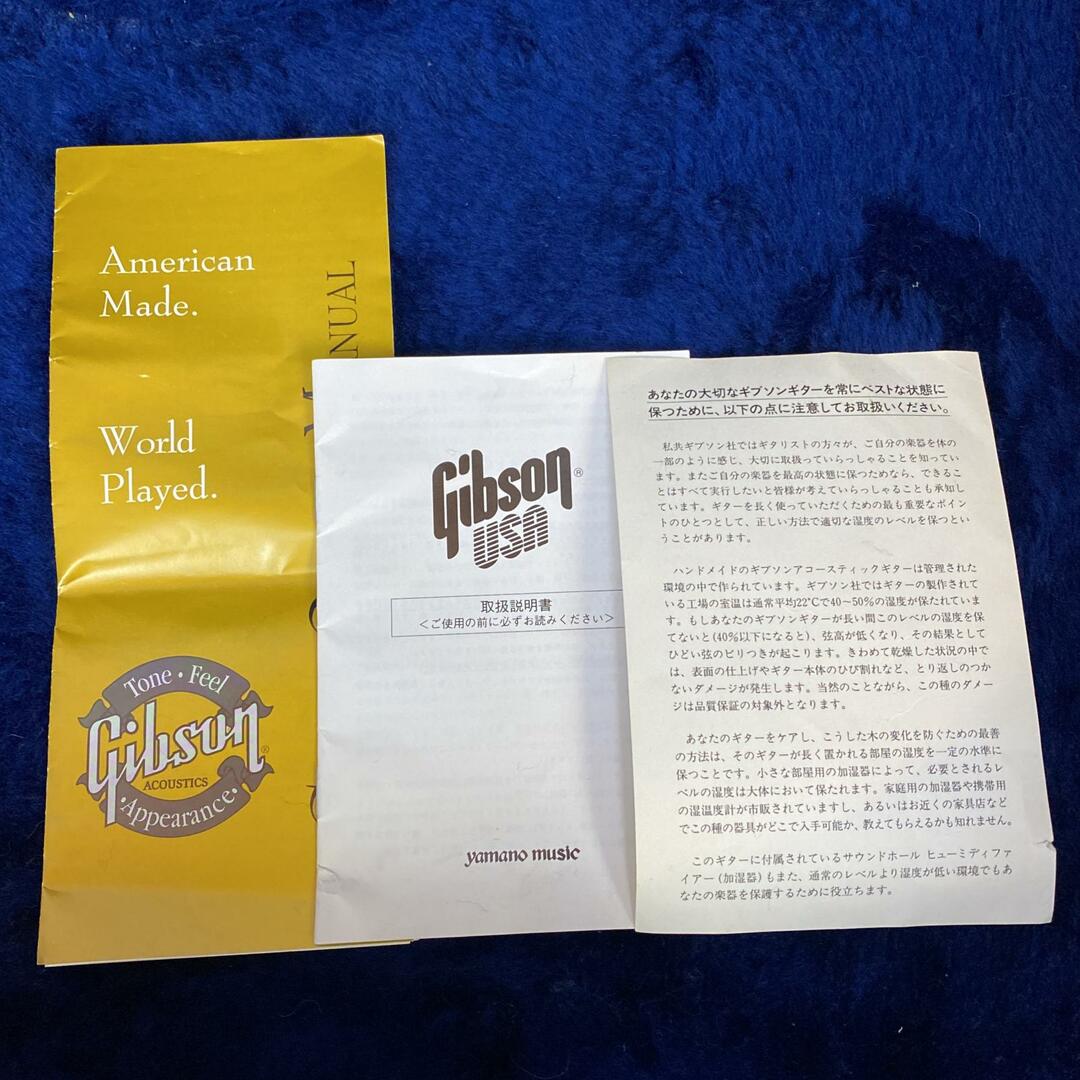 American
Made.
World
Played.
NUAL
Tone • Feel
Gibson®
ACOUSTICS
•Appearance•
Gibson®
USA
取扱説明書
＜ご使用の前に必ずお読みください＞
yamano music
あなたの大切なギブソンギターを常にベストな状態に
保つために、以下の点に注意してお取扱いください。
私共ギブソン社ではギタリストの方々が、ご自分の楽器を体の
一部のように感じ、大切に取扱っていらっしゃることを知ってい
ます。またご自分の楽器を最高の状態に保つためなら、できるこ
とはすべて実行したいと皆様が考えていらっしゃることも承知し
ています。ギターを長く使っていただくための最も重要なポイン
トのひとつとして、正しい方法で適切な湿度のレベルを保つとい
うことがあります。
ハンドメイドのギブソンアコースティックギターは管理された
環境の中で作られています。ギブソン社ではギターの製作されて
いる工場の室温は通常平均22℃で40～50%の湿度が保たれていま
す。もしあなたのギブソンギターが長い間このレベルの湿度を保
てないと(40%以下になると)、弦高が低くなり、その結果として
ひどい弦のビリつきが起こります。きわめて乾燥した状況の中で
は、表面の仕上げやギター本体のひび割れなど、とり返しのつか
ないダメージが発生します。当然のことながら、この種のダメー
ジは品質保証の対象外となります。
あなたのギターをケアし、こうした木の変化を防ぐための最善
の方法は、そのギターが長く置かれる部屋の湿度を一定の水準に
保つことです。小さな部屋用の加湿器によって、必要とされるレ
ベルの湿度は大体において保たれます。家庭用の加湿器や携帯用
の湿温度計が市販されていますし、あるいはお近くの家具店など
でこの種の器具がどこで入手可能か、教えてもらえるかも知れません。
このギターに付属されているサウンドホール ヒューミディファ
イアー(加湿器)もまた、通常のレベルより湿度が低い環境でもあ
なたの楽器を保護するために役立ちます。